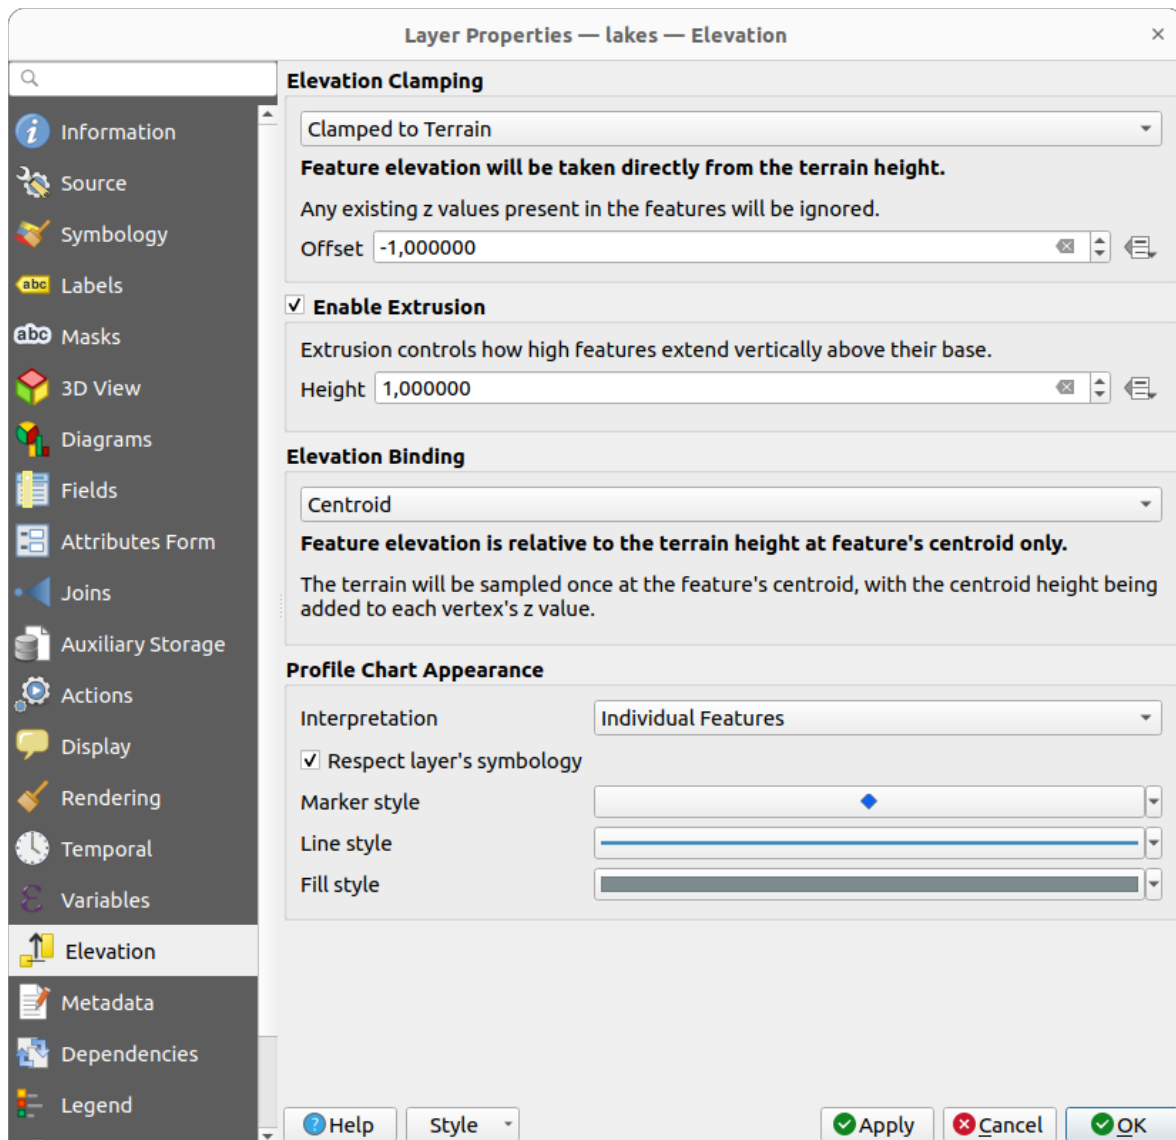 Layer Properties — lakes — Elevation
Information
Source
abc Labels
Symbology
abc Masks
3D View
Diagrams
Fields
Attributes Form
Joins
Auxiliary Storage
Actions
Display
Rendering
Temporal
Variables
Elevation
Metadata
Dependencies
Legend
Elevation Clamping
Clamped to Terrain
Feature elevation will be taken directly from the terrain height.
Any existing z values present in the features will be ignored.
Offset -1,000000
Enable Extrusion
Extrusion controls how high features extend vertically above their base.
Height 1,000000
Elevation Binding
Centroid
Feature elevation is relative to the terrain height at feature's centroid only.
The terrain will be sampled once at the feature's centroid, with the centroid height being
added to each vertex's z value.
Profile Chart Appearance
Interpretation Individual Features
Respect layer's symbology
Marker style
Line style
Fill style
Help Style Apply Cancel OK